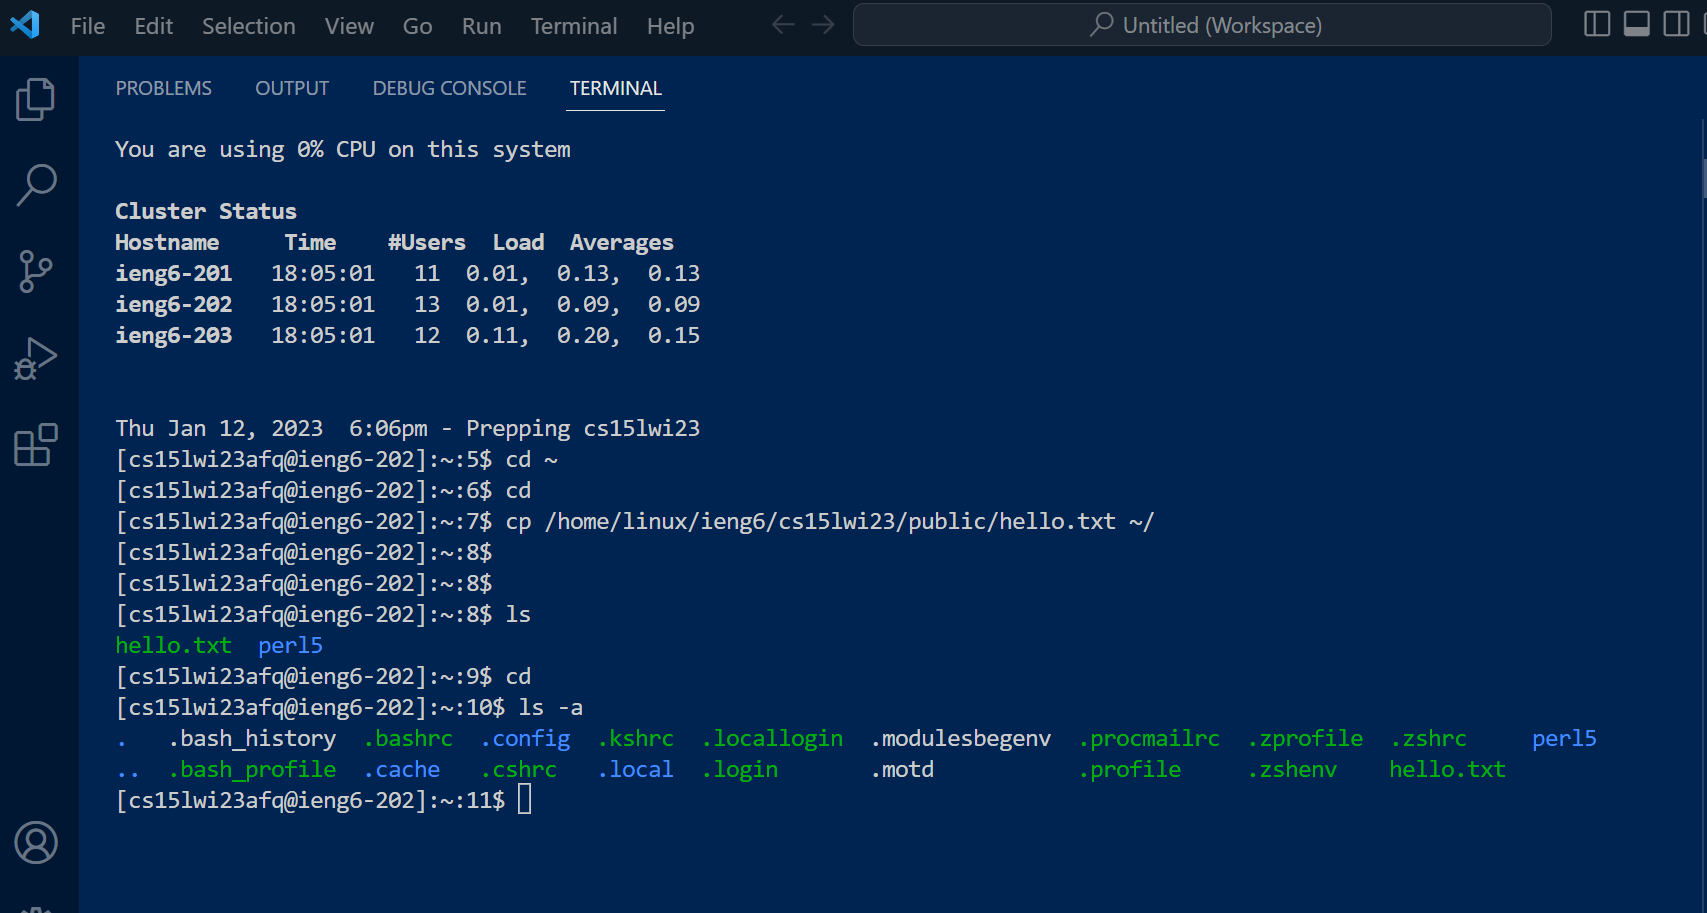 File Edit Selection View Go Run Terminal Help Untitled (Workspace)
PROBLEMS OUTPUT DEBUG CONSOLE TERMINAL
You are using 0% CPU on this system
Cluster Status
Hostname Time #Users Load Averages
ieng6-201 18:05:01 11 0.01, 0.13, 0.13
ieng6-202 18:05:01 13 0.01, 0.09, 0.09
ieng6-203 18:05:01 12 0.11, 0.20, 0.15
Thu Jan 12, 2023 6:06pm - Prepping cs15lwi23
[cs15lwi23afq@ieng6-202]:~:5$ cd ~
[cs15lwi23afq@ieng6-202]:~:6$ cd
[cs15lwi23afq@ieng6-202]:~:7$ cp /home/linux/ieng6/cs15lwi23/public/hello.txt ~/
[cs15lwi23afq@ieng6-202]:~:8$
[cs15lwi23afq@ieng6-202]:~:8$
[cs15lwi23afq@ieng6-202]:~:8$ ls
hello.txt perl5
[cs15lwi23afq@ieng6-202]:~:9$ cd
[cs15lwi23afq@ieng6-202]:~:10$ ls -a
. .bash_history .bashrc .config .kshrc .locallogin .modulesbegenv .procmailrc .zprofile .zshrc perl5
.. .bash_profile .cache .cshrc .local .login .motd .profile .zshenv hello.txt
[cs15lwi23afq@ieng6-202]:~:11$